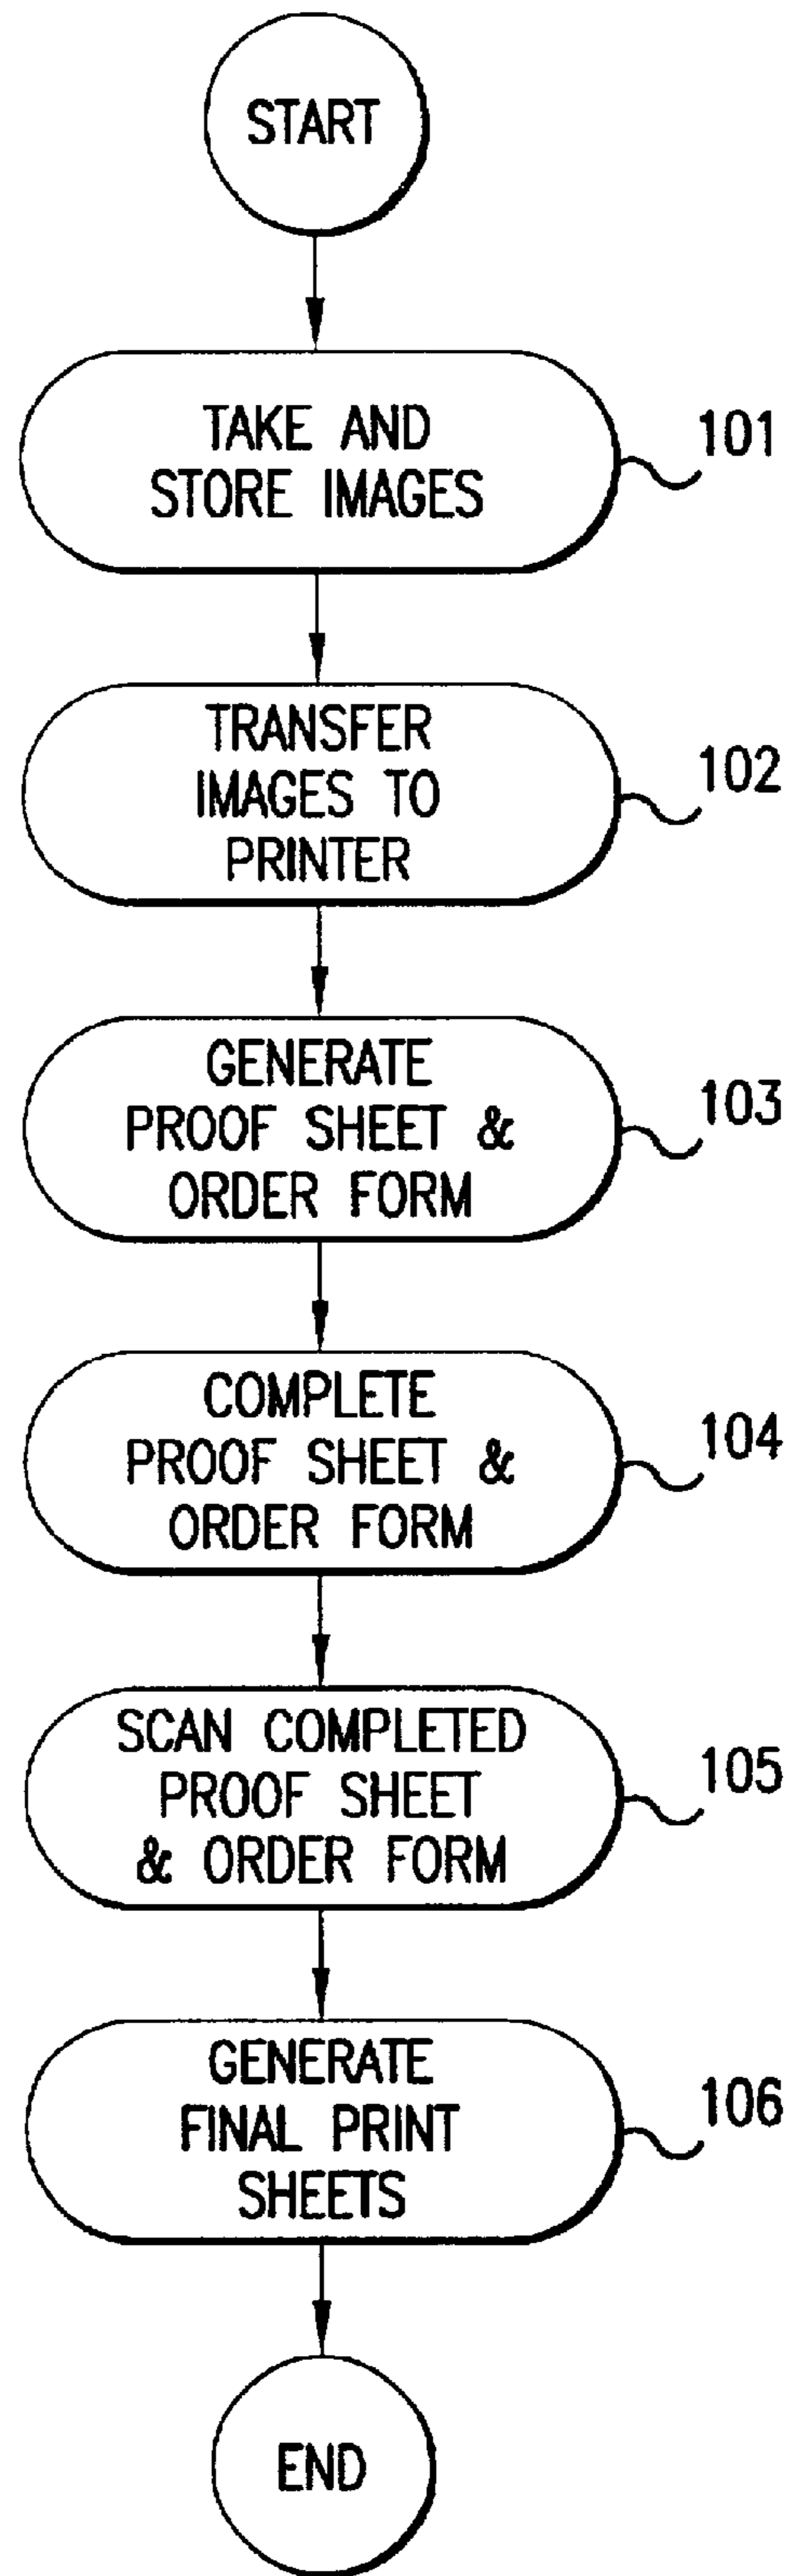 START
TAKE AND
STORE IMAGES
101
TRANSFER
IMAGES TO
PRINTER
102
GENERATE
PROOF SHEET &
ORDER FORM
103
COMPLETE
PROOF SHEET &
ORDER FORM
104
SCAN COMPLETED
PROOF SHEET
& ORDER FORM
105
GENERATE
FINAL PRINT
SHEETS
106
END